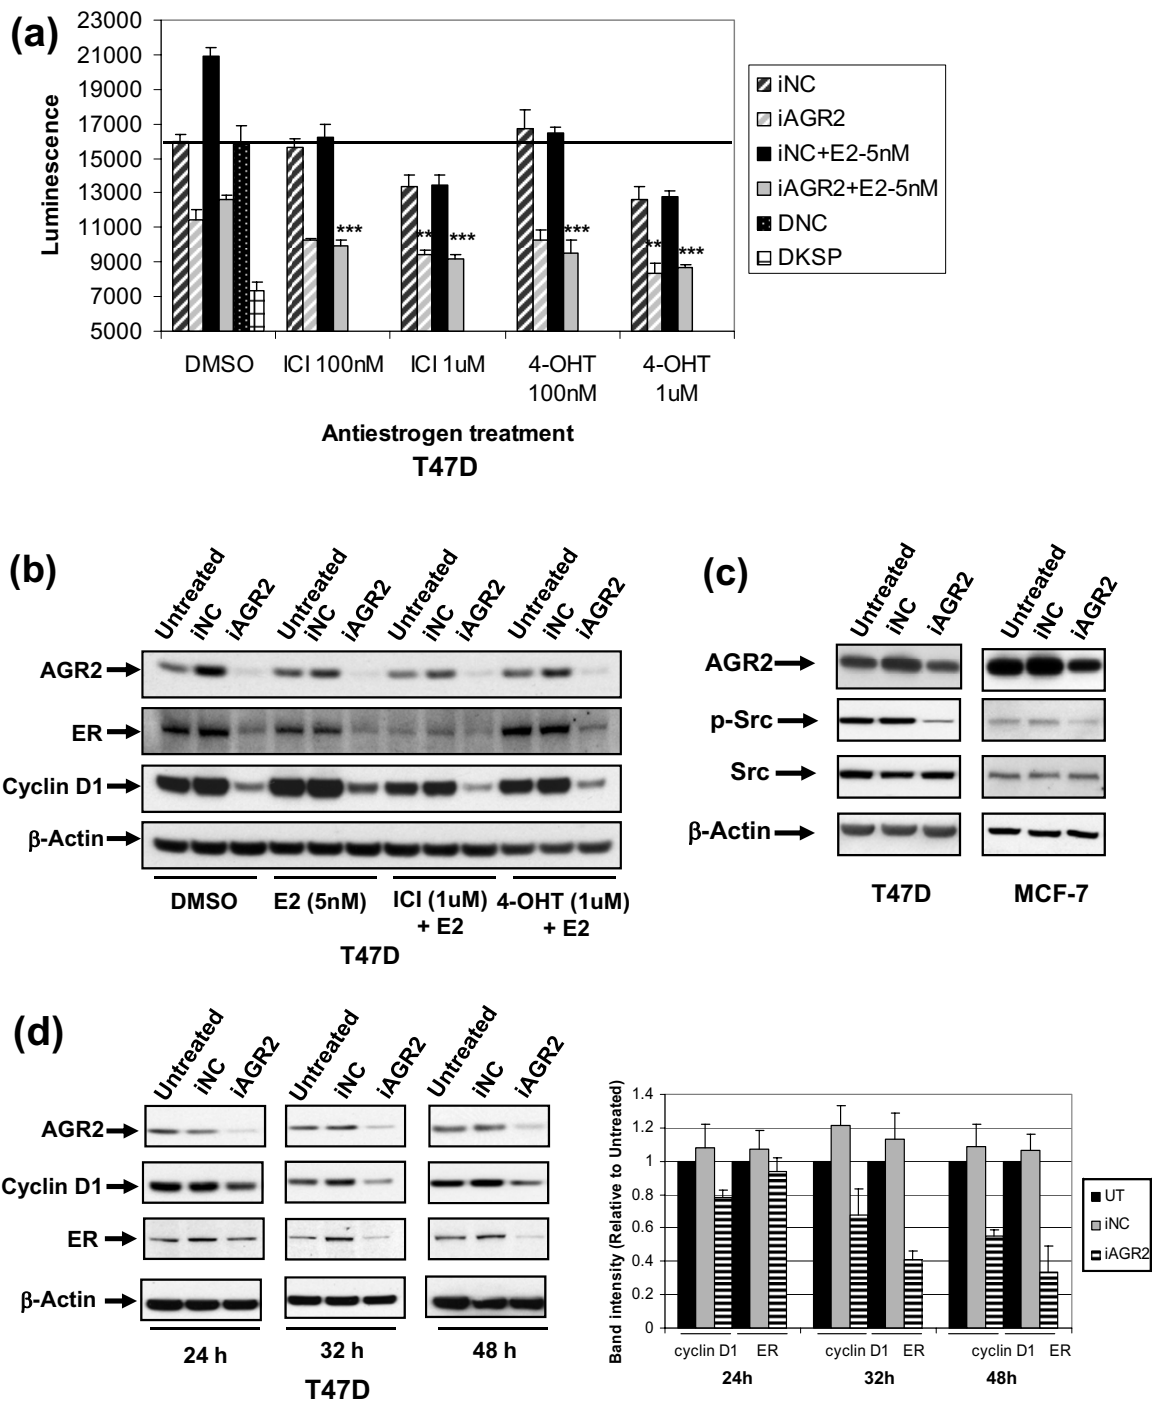 (a)
23000
21000
19000
17000
15000
13000
11000
9000
7000
5000
Luminescence
***
**
***
***
**
***
DMSO
ICI 100nM
ICI 1uM
4-OHT
100nM
4-OHT
1uM
Antiestrogen treatment
T47D
iNC
iAGR2
iNC+E2-5nM
iAGR2+E2-5nM
DNC
DKSP
(b)
Untreated
iNC
iAGR2
Untreated
iNC
iAGR2
Untreated
iNC
iAGR2
Untreated
iNC
iAGR2
AGR2
ER
Cyclin D1
β-Actin
DMSO
E2 (5nM)
ICI (1uM)
+ E2
4-OHT (1uM)
+ E2
T47D
(c)
Untreated
iNC
iAGR2
Untreated
iNC
iAGR2
AGR2
p-Src
Src
β-Actin
T47D
MCF-7
(d)
Untreated
iNC
iAGR2
Untreated
iNC
iAGR2
Untreated
iNC
iAGR2
AGR2
Cyclin D1
ER
β-Actin
24 h
32 h
48 h
T47D
Band intensity (Relative to Untreated)
1.4
1.2
1
0.8
0.6
0.4
0.2
0
cyclin D1
ER
cyclin D1
ER
cyclin D1
ER
24h
32h
48h
UT
iNC
iAGR2